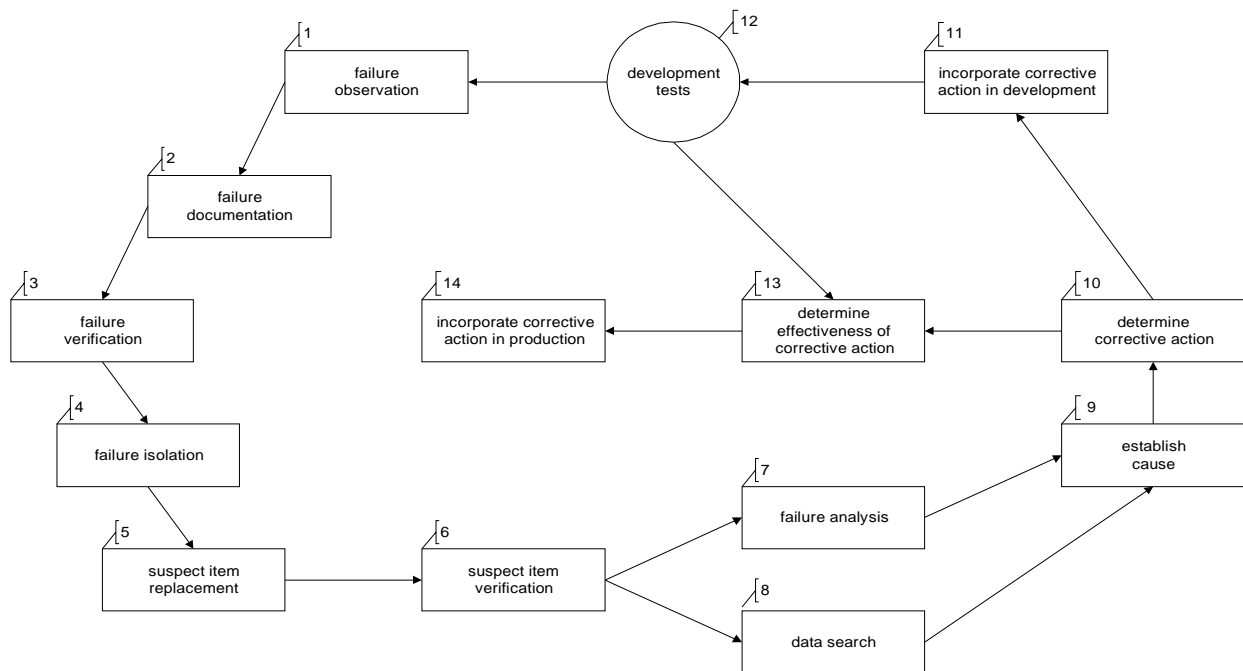 1
failure
observation
12
development
tests
11
incorporate corrective
action in development
2
failure
documentation
3
failure
verification
14
incorporate corrective
action in production
13
determine
effectiveness of
corrective action
10
determine
corrective action
4
failure isolation
9
establish
cause
7
failure analysis
5
suspect item
replacement
6
suspect item
verification
8
data search